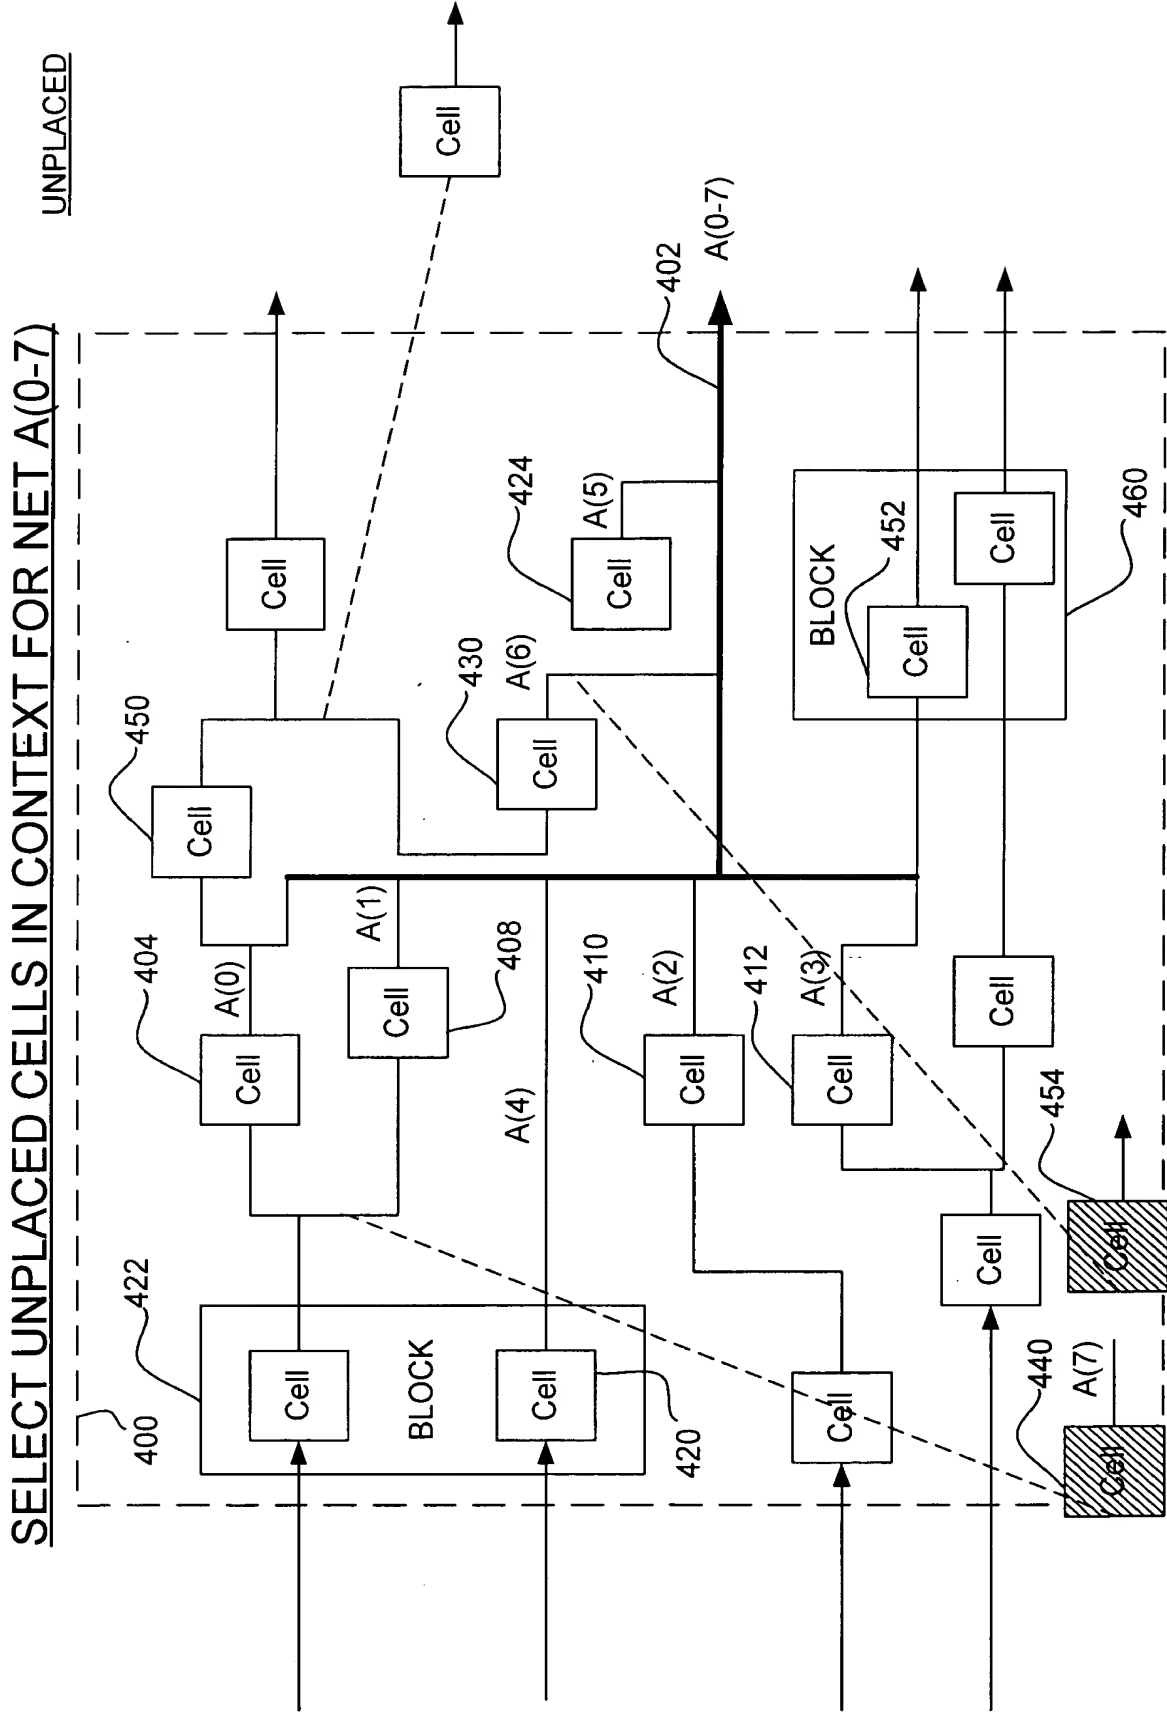 SELECT UNPLACED CELLS IN CONTEXT FOR NET A(0-7)
UNPLACED
400
422
Cell
BLOCK
Cell
420
404
Cell
A(0)
450
Cell
Cell
Cell
A(1)
Cell
408
A(4)
430
Cell
A(6)
424
Cell
A(5)
402
A(0-7)
410
Cell
A(2)
412
Cell
A(3)
Cell
BLOCK
452
Cell
Cell
460
Cell
Cell
440
Cell
A(7)
454
Cell